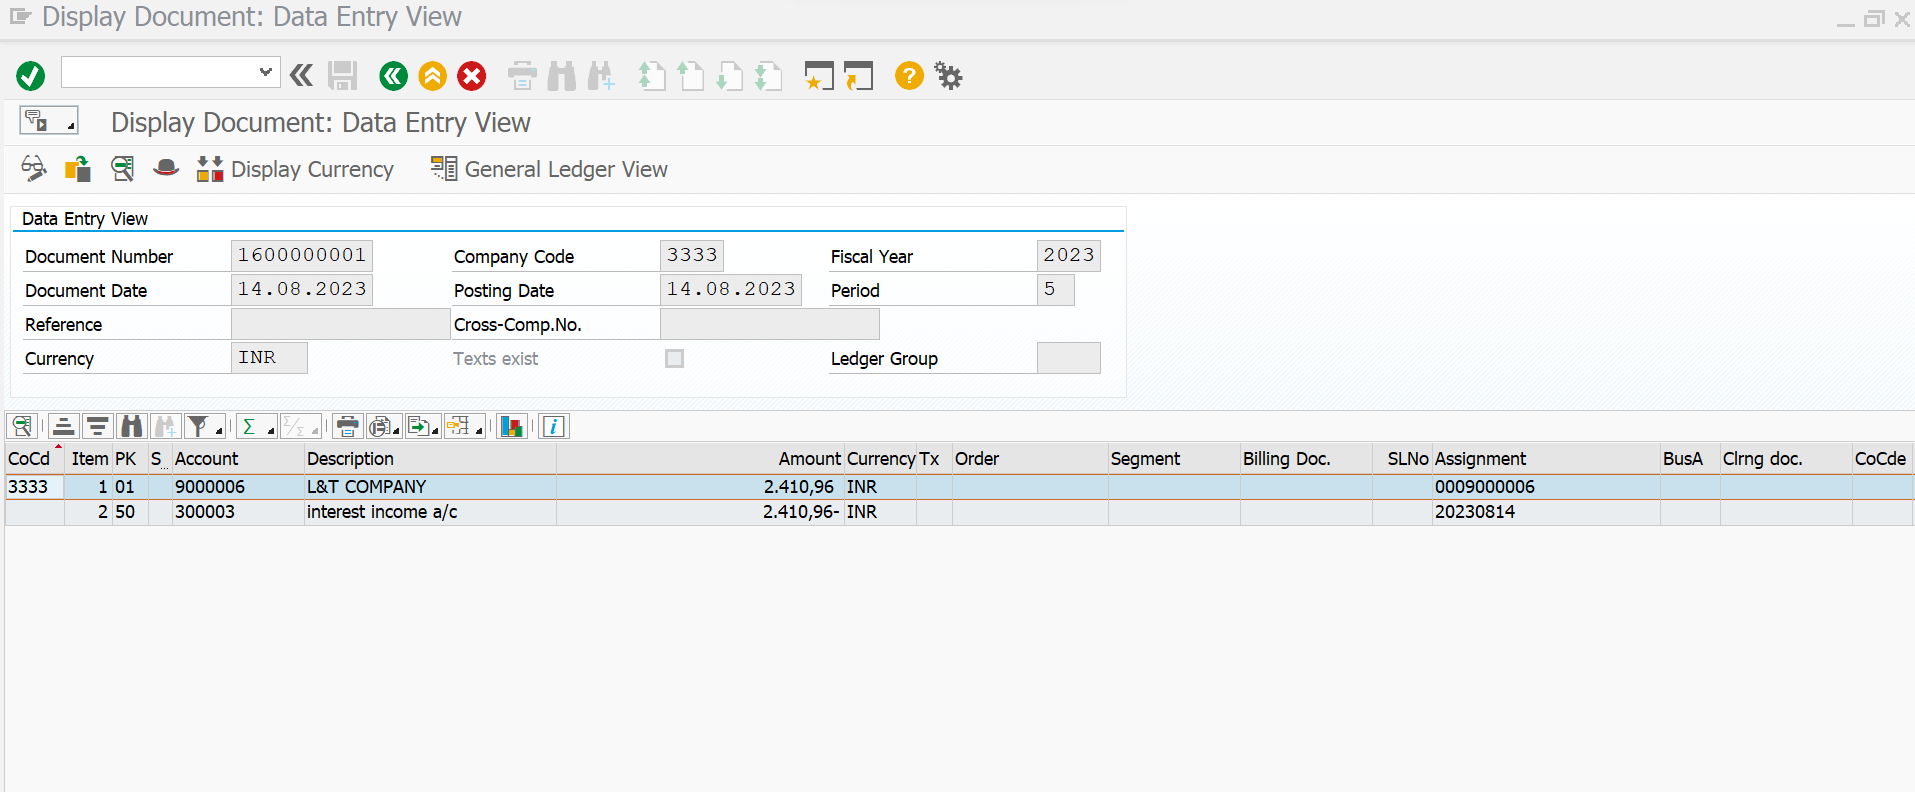 Display Document: Data Entry View
Display Document: Data Entry View
Display Currency General Ledger View
Data Entry View
Document Number 1600000001 Company Code 3333 Fiscal Year 2023
Document Date 14.08.2023 Posting Date 14.08.2023 Period 5
Reference Cross-Comp.No.
Currency INR Texts exist Ledger Group
CoCd Item PK S... Account Description Amount Currency Tx Order Segment Billing Doc. SLNo Assignment BusA Clrng doc. CoCde
3333 1 01 9000006 L&T COMPANY 2.410,96 INR 0009000006
2 50 300003 interest income a/c 2.410,96- INR 20230814